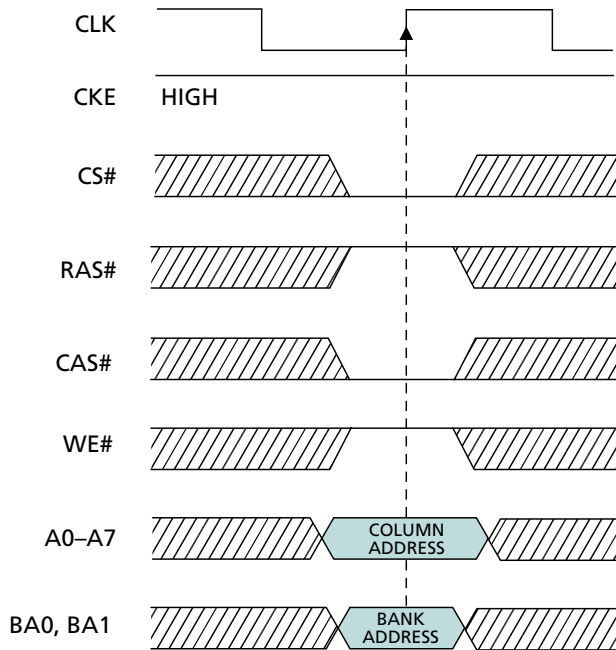 CLK
CKE HIGH
CS#
RAS#
CAS#
WE#
A0–A7
COLUMN
ADDRESS
BA0, BA1
BANK
ADDRESS